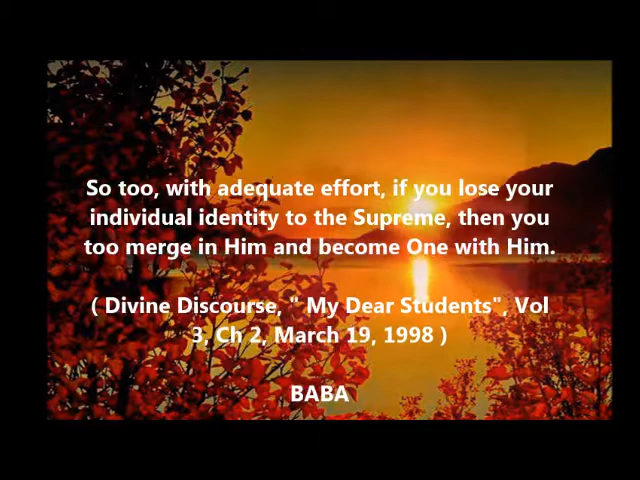 So too, with adequate effort, if you lose your
individual identity to the Supreme, then you
too merge in Him and become One with Him.
( Divine Discourse, " My Dear Students", Vol
3, Ch 2, March 19, 1998 )
BABA